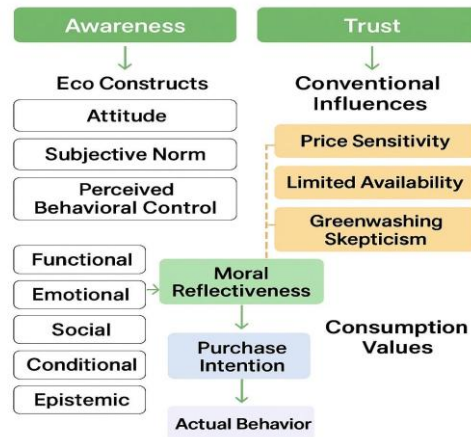 Awareness
Eco Constructs
Attitude
Subjective Norm
Perceived
Behavioral Control
Trust
Conventional
Influences
Price Sensitivity
Limited Availability
Greenwashing
Skepticism
Functional
Emotional
Social
Conditional
Epistemic
Moral
Reflectiveness
Purchase
Intention
Actual Behavior
Consumption
Values